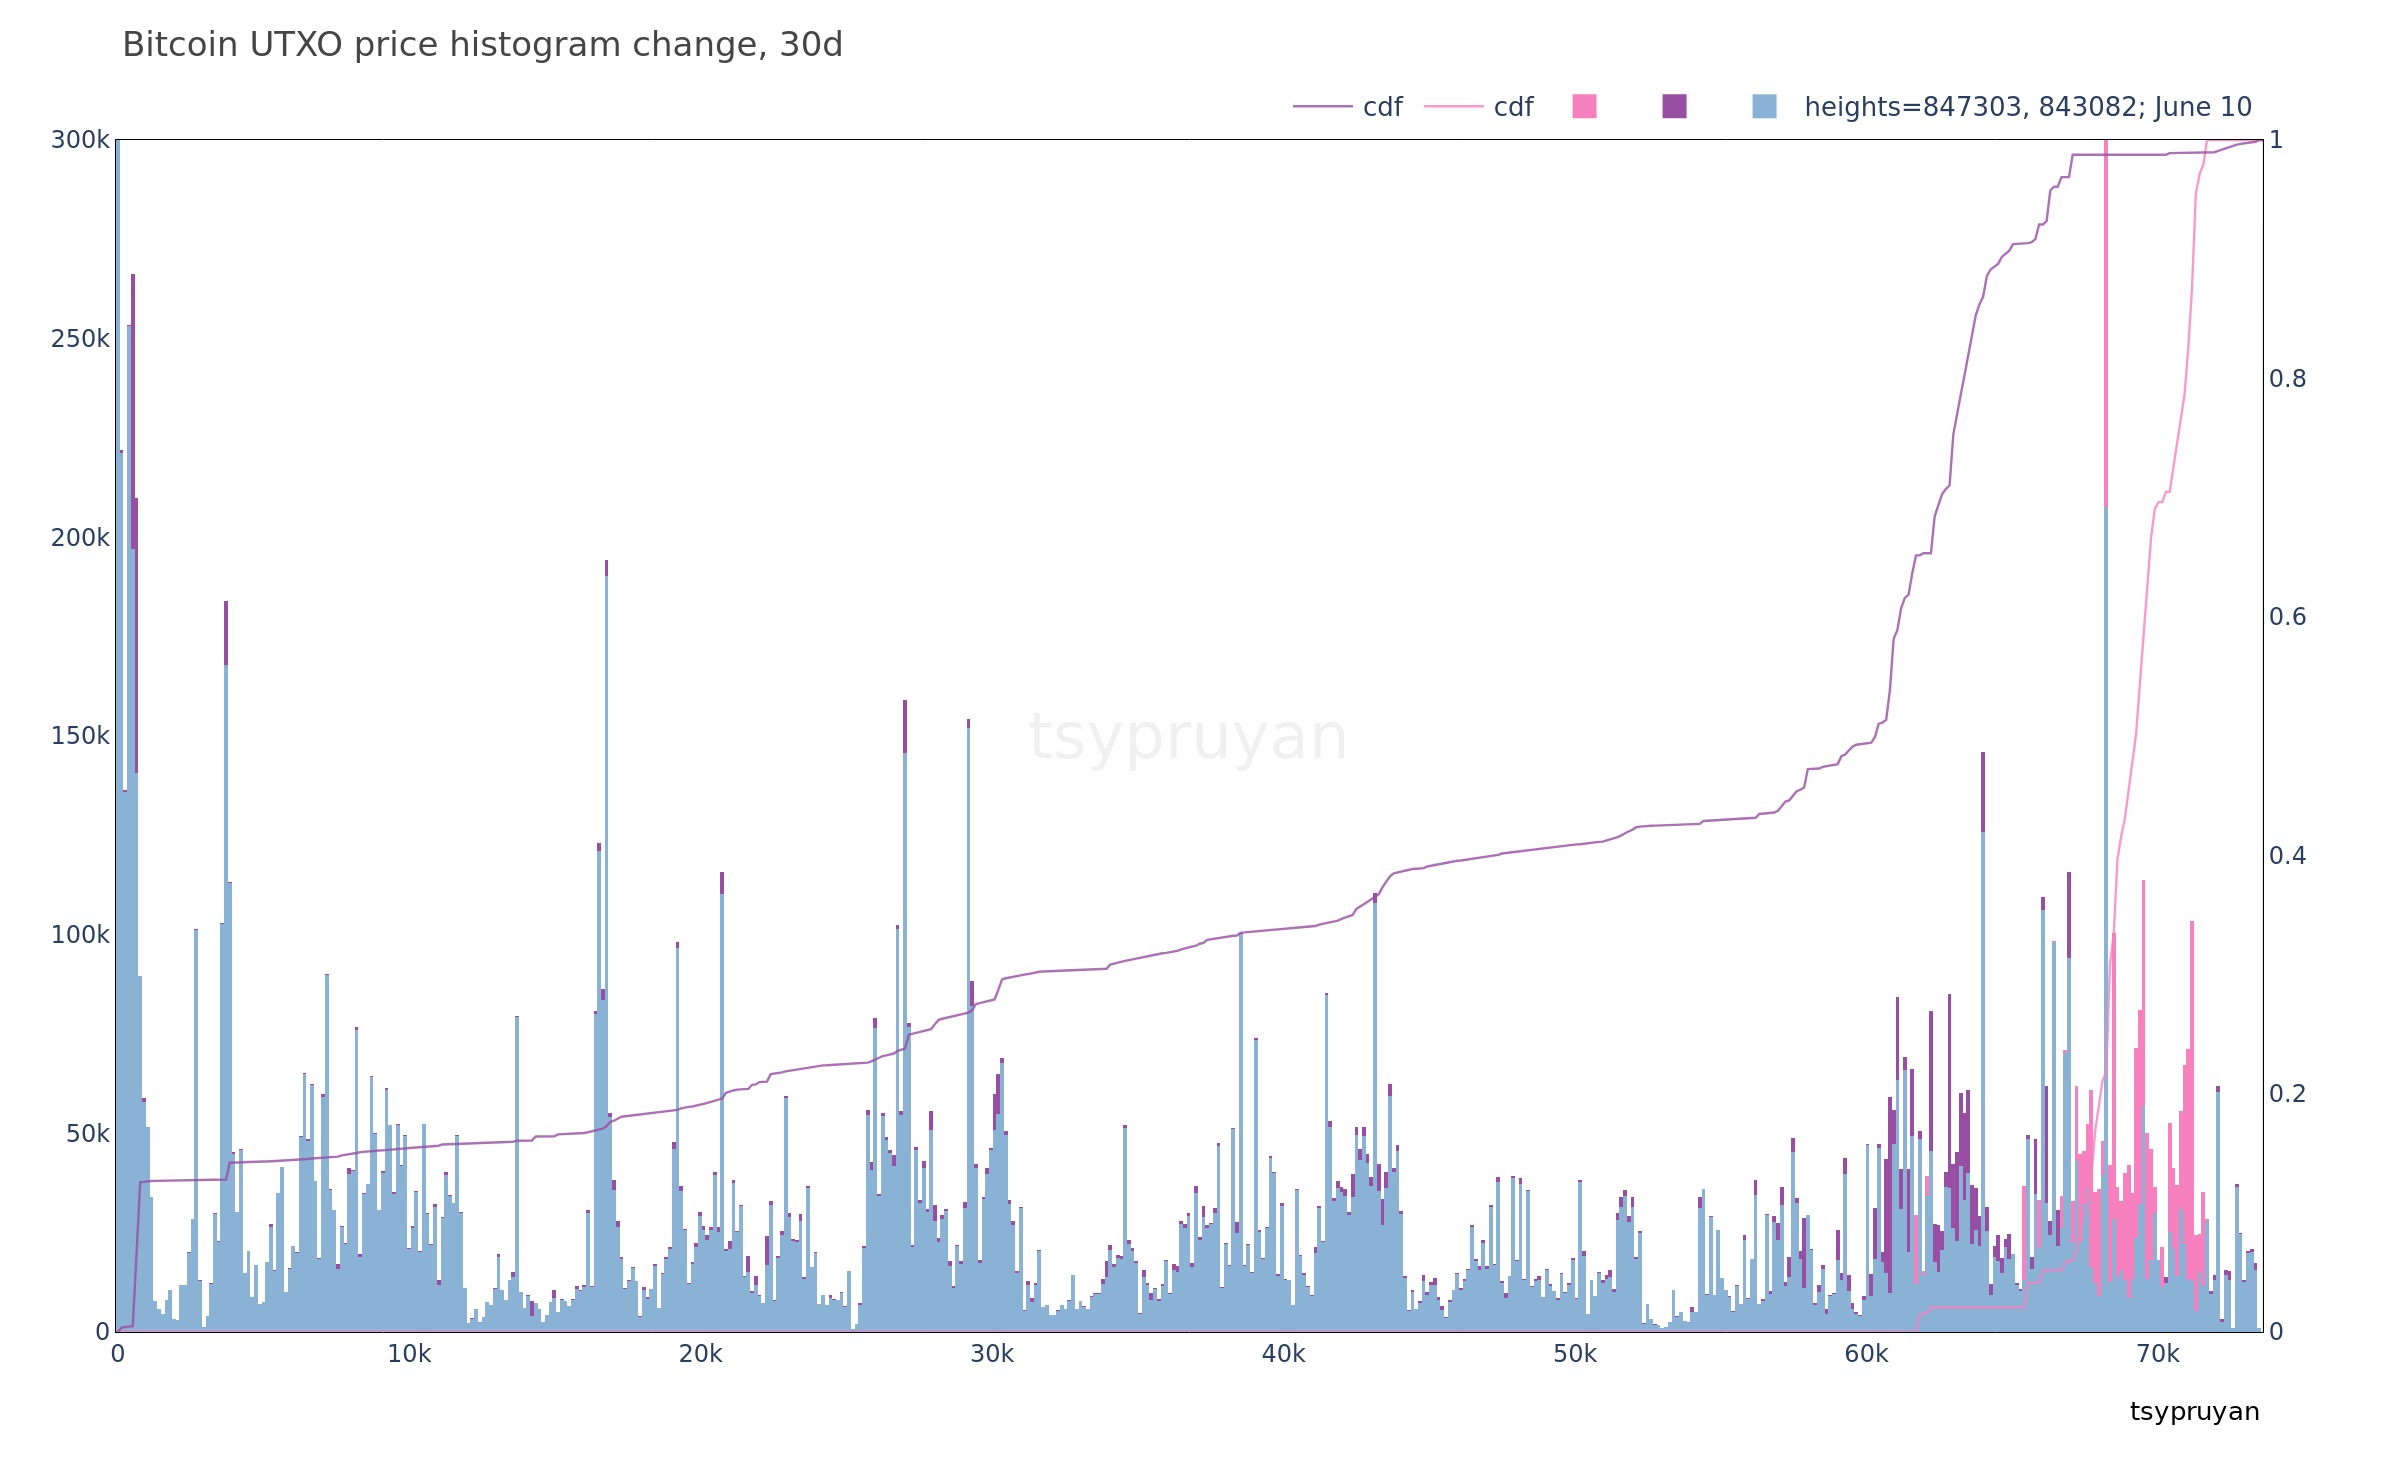 Bitcoin UTXO price histogram change, 30d
cdf cdf heights=847303, 843082; June 10
300k
250k
200k
150k
100k
50k
0
1
0.8
0.6
0.4
0.2
0
tsypruyan
0 10k 20k 30k 40k 50k 60k 70k
tsypruyan